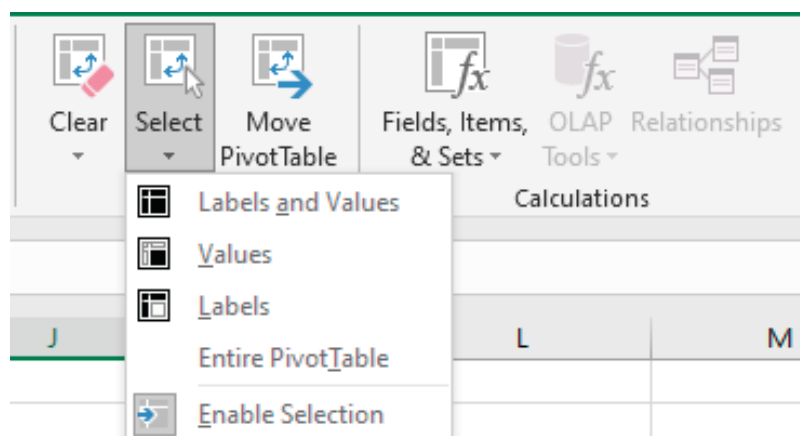 Clear
Select
Move
PivotTable
Fields, Items,
& Sets
OLAP
Tools
Relationships
Calculations
Labels and Values
Values
Labels
Entire PivotTable
Enable Selection
J
L
M